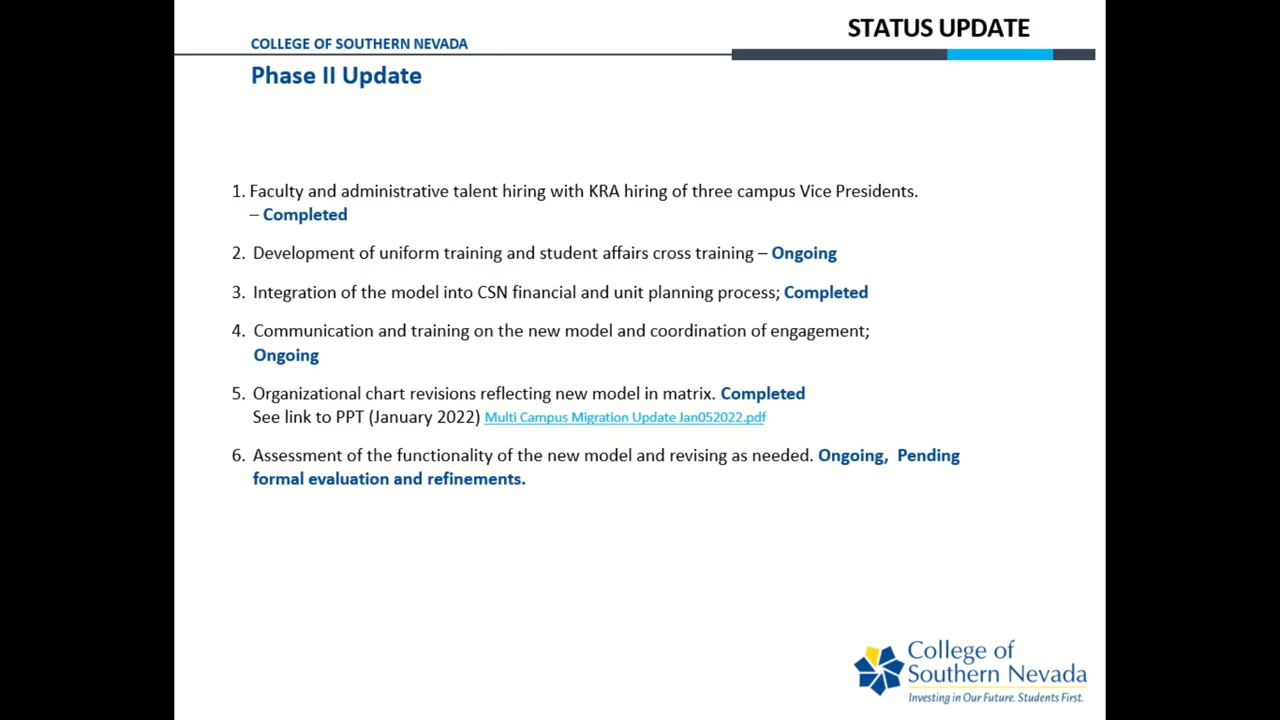 STATUS UPDATE
COLLEGE OF SOUTHERN NEVADA
Phase II Update
1. Faculty and administrative talent hiring with KRA hiring of three campus Vice Presidents.
– Completed
2. Development of uniform training and student affairs cross training – Ongoing
3. Integration of the model into CSN financial and unit planning process; Completed
4. Communication and training on the new model and coordination of engagement;
Ongoing
5. Organizational chart revisions reflecting new model in matrix. Completed
See link to PPT (January 2022) Multi Campus Migration Update Jan052022.pdf
6. Assessment of the functionality of the new model and revising as needed. Ongoing, Pending
formal evaluation and refinements.
College of
Southern Nevada
Investing in Our Future. Students First.